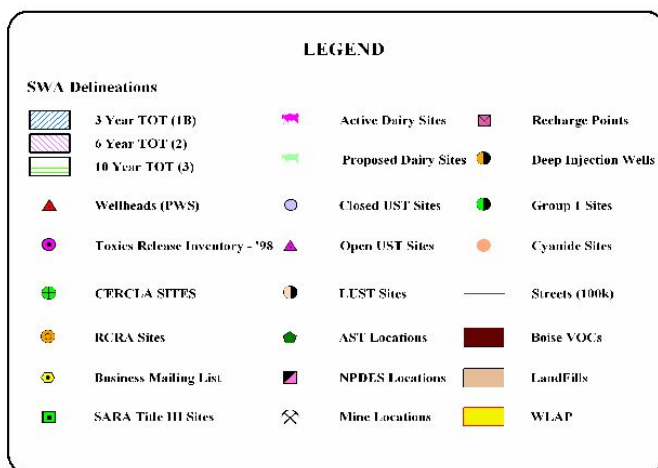 LEGEND
SWA Delineations
3 Year TOT (1B)
6 Year TOT (2)
10 Year TOT (3)
Wellheads (PWS)
Toxics Release Inventory - '98
CERCLA SITES
RCRA Sites
Business Mailing List
SARA Title III Sites
Active Dairy Sites
Proposed Dairy Sites
Closed UST Sites
Open UST Sites
LUST Sites
AST Locations
NPDES Locations
Mine Locations
Recharge Points
Deep Injection Wells
Group 1 Sites
Cyanide Sites
Streets (100k)
Boise VOCs
LandFills
WLAP